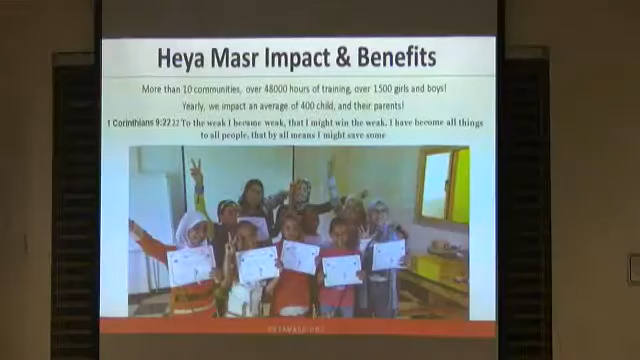 Heya Masr Impact & Benefits
More than 10 communities, over 48000 hours of training, over 1500 girls and boys!
Yearly, we impact an average of 400 child, and their parents!
1 Corinthians 9:22 22 To the weak I became weak, that I might win the weak. I have become all things
to all people, that by all means I might save some